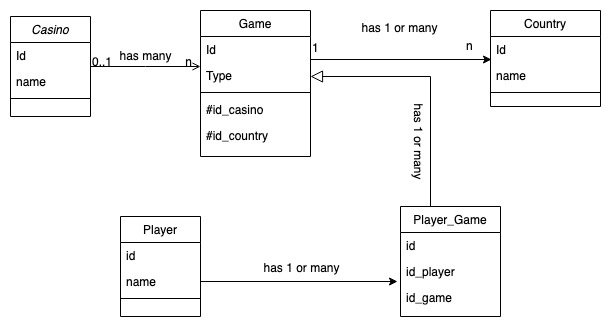 Casino
Id
name
0..1
has many
n
Game
Id
Type
#id_casino
#id_country
1
has 1 or many
n
Country
Id
name
has 1 or many
Player
id
name
has 1 or many
Player_Game
id
id_player
id_game